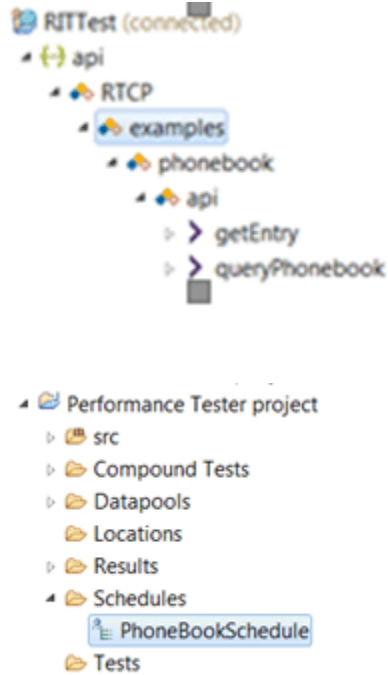 RITTest (connected)
api
RTCP
examples
phonebook
api
getEntry
queryPhonebook
Performance Tester project
src
Compound Tests
Datapools
Locations
Results
Schedules
PhoneBookSchedule
Tests